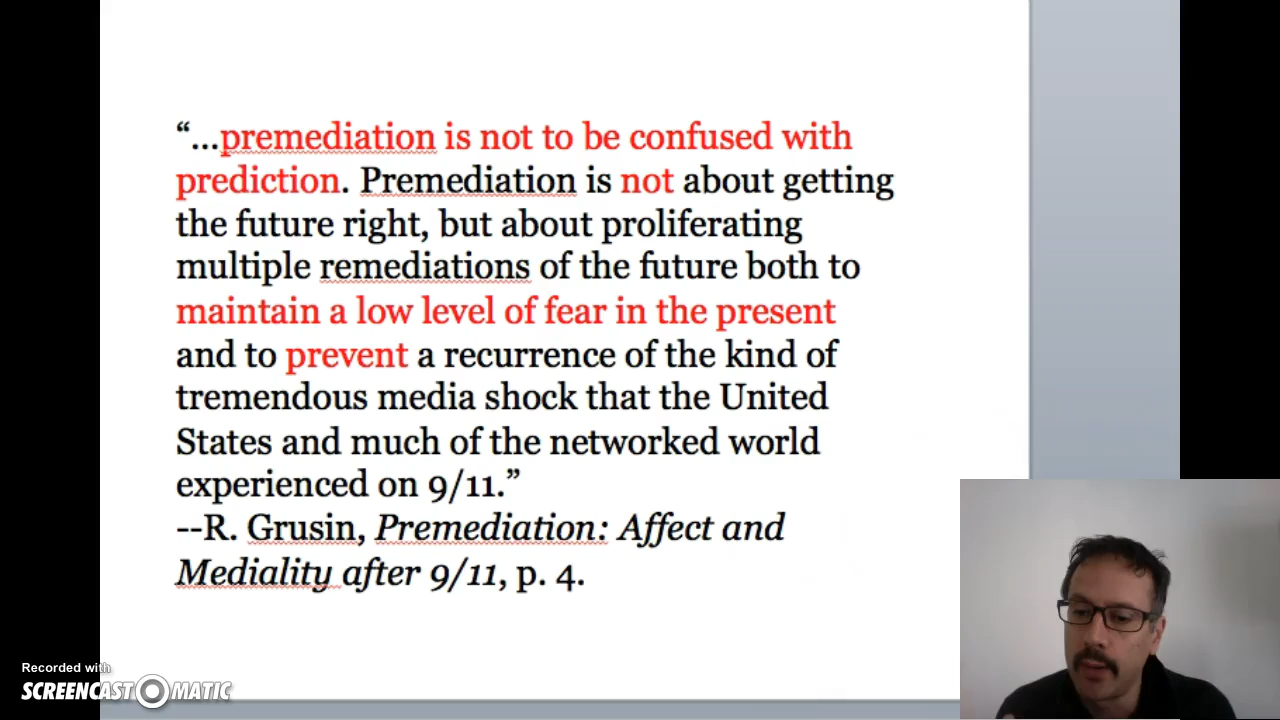 “...premediation is not to be confused with
prediction. Premediation is not about getting
the future right, but about proliferating
multiple remediations of the future both to
maintain a low level of fear in the present
and to prevent a recurrence of the kind of
tremendous media shock that the United
States and much of the networked world
experienced on 9/11.”
--R. Grusin, Premediation: Affect and
Mediality after 9/11, p. 4.
Recorded with
SCREENCAST-O-MATIC